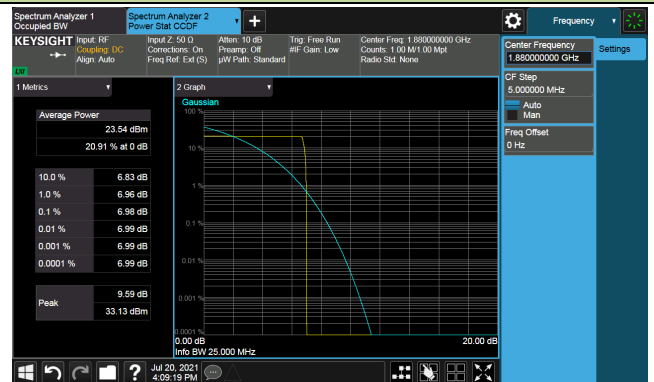 Spectrum Analyzer 1
Occupied BW
Spectrum Analyzer 2
Power Stat CCDF
Frequency
KEYSIGHT
Input: RF
Coupling: DC
Align: Auto
Input Z: 50 Ω
Corrections: On
Freq Ref: Ext (S)
Atten: 10 dB
Preamp: Off
µW Path: Standard
Trig: Free Run
#IF Gain: Low
Center Freq: 1.880000000 GHz
Counts: 1.00 M/1.00 Mpt
Radio Std: None
LXI
Center Frequency
1.880000000 GHz
Settings
CF Step
5.000000 MHz
Auto
Man
Freq Offset
0 Hz
1 Metrics
Average Power
23.54 dBm
20.91 % at 0 dB
10.0 % 6.83 dB
1.0 % 6.96 dB
0.1 % 6.98 dB
0.01 % 6.99 dB
0.001 % 6.99 dB
0.0001 % 6.99 dB
Peak
9.59 dB
33.13 dBm
2 Graph
Gaussian
100 %
10 %
1 %
0.1 %
0.01 %
0.001 %
0.0001 %
0.00 dB 20.00 dB
Info BW 25.000 MHz
Jul 20, 2021
4:09:19 PM